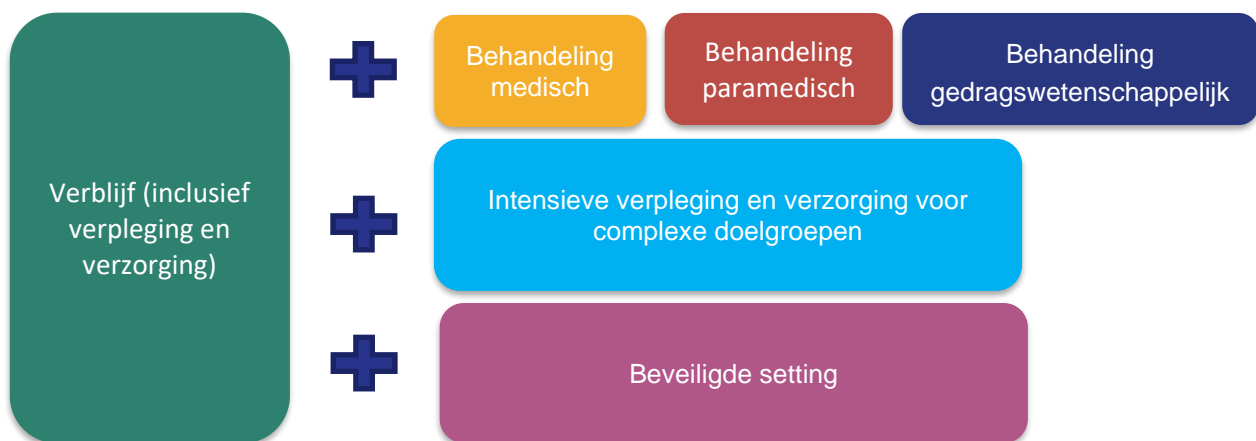 Verblijf (inclusief
verpleging en
verzorging)
Behandeling
medisch
Behandeling
paramedisch
Behandeling
gedragswetenschappelijk
Intensieve verpleging en verzorging voor
complexe doelgroepen
Beveiligde setting